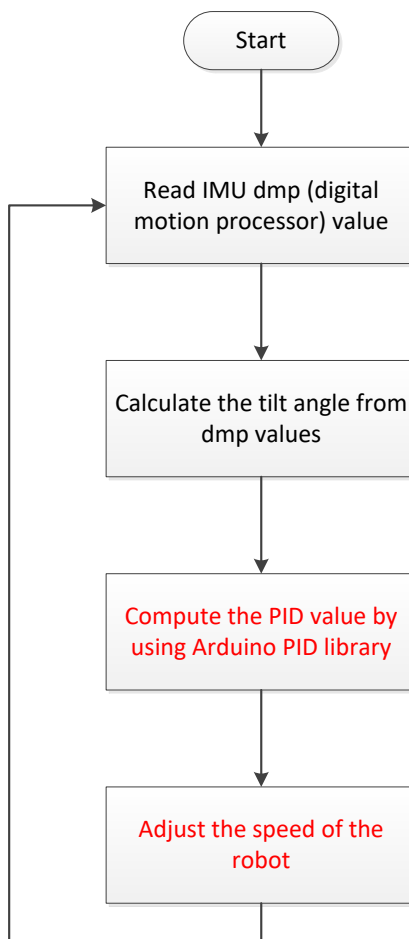 Start
Read IMU dmp (digital
motion processor) value
Calculate the tilt angle from
dmp values
Compute the PID value by
using Arduino PID library
Adjust the speed of the
robot